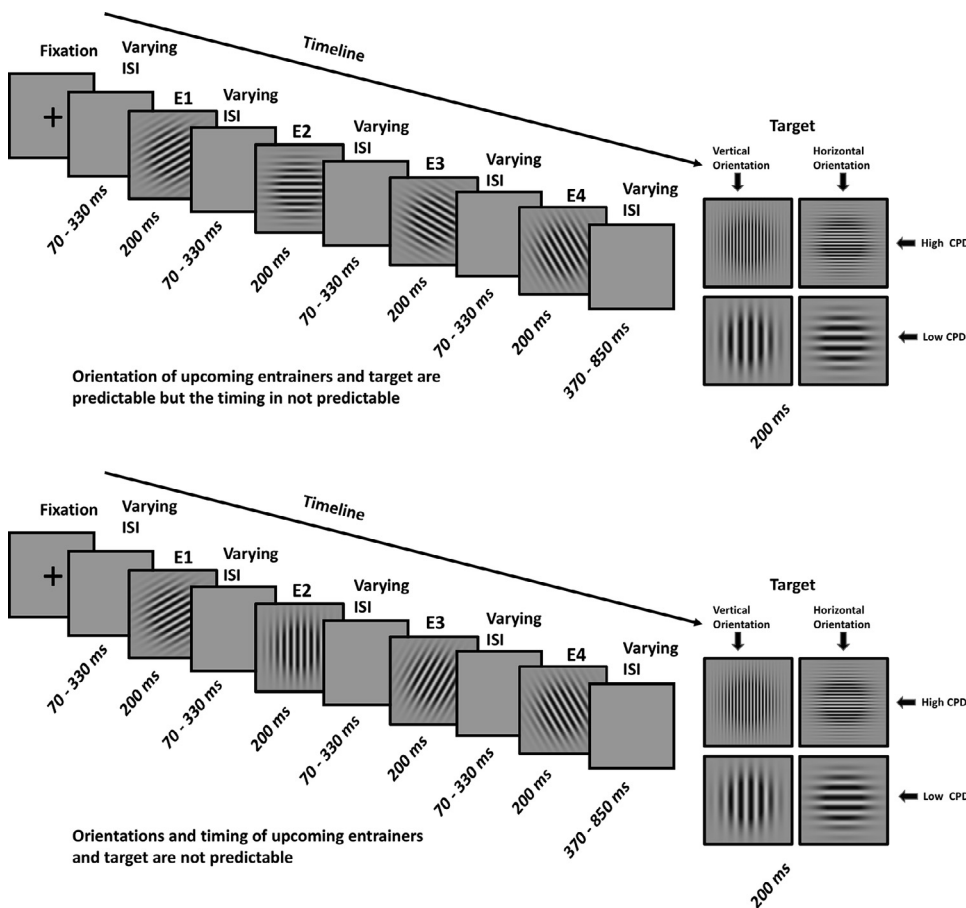 Timeline
Fixation
Varying
ISI
E1
Varying
ISI
E2
Varying
ISI
E3
Varying
ISI
E4
Varying
ISI
70 - 330 ms
200 ms
70 - 330 ms
200 ms
70 - 330 ms
200 ms
70 - 330 ms
200 ms
370 - 850 ms
Target
Vertical
Orientation
Horizontal
Orientation
High CPD
Low CPD
200 ms
Orientation of upcoming entrainers and target are
predictable but the timing in not predictable
Timeline
Fixation
Varying
ISI
E1
Varying
ISI
E2
Varying
ISI
E3
Varying
ISI
E4
Varying
ISI
70 - 330 ms
200 ms
70 - 330 ms
200 ms
70 - 330 ms
200 ms
70 - 330 ms
200 ms
370 - 850 ms
Target
Vertical
Orientation
Horizontal
Orientation
High CPD
Low CPD
200 ms
Orientations and timing of upcoming entrainers
and target are not predictable